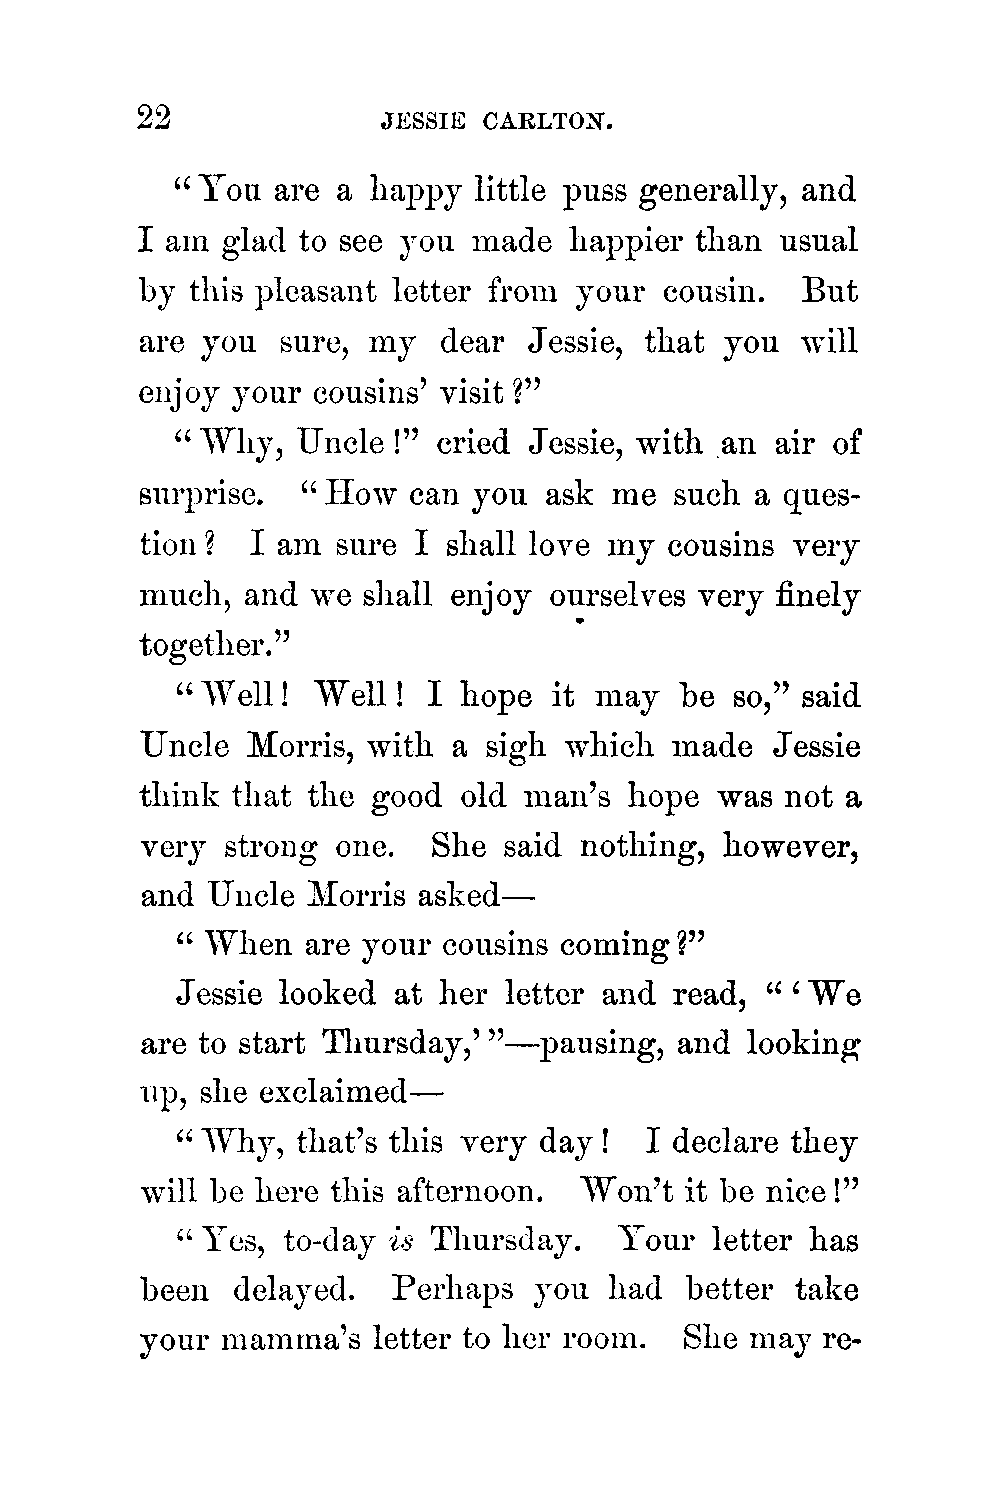 22 JESSIE CARLTON.
“You are a happy little puss generally, and
I am glad to see you made happier than usual
by this pleasant letter from your cousin. But
are you sure, my dear Jessie, that you will
enjoy your cousins’ visit?”
“Why, Uncle!” cried Jessie, with an air of
surprise. “How can you ask me such a ques-
tion? I am sure I shall love my cousins very
much, and we shall enjoy ourselves very finely
together.”
“Well! Well! I hope it may be so,” said
Uncle Morris, with a sigh which made Jessie
think that the good old man’s hope was not a
very strong one. She said nothing, however,
and Uncle Morris asked—
“When are your cousins coming?”
Jessie looked at her letter and read, “‘We
are to start Thursday,’”—pausing, and looking
up, she exclaimed—
“Why, that’s this very day! I declare they
will be here this afternoon. Won’t it be nice!”
“Yes, to-day is Thursday. Your letter has
been delayed. Perhaps you had better take
your mamma’s letter to her room. She may re-